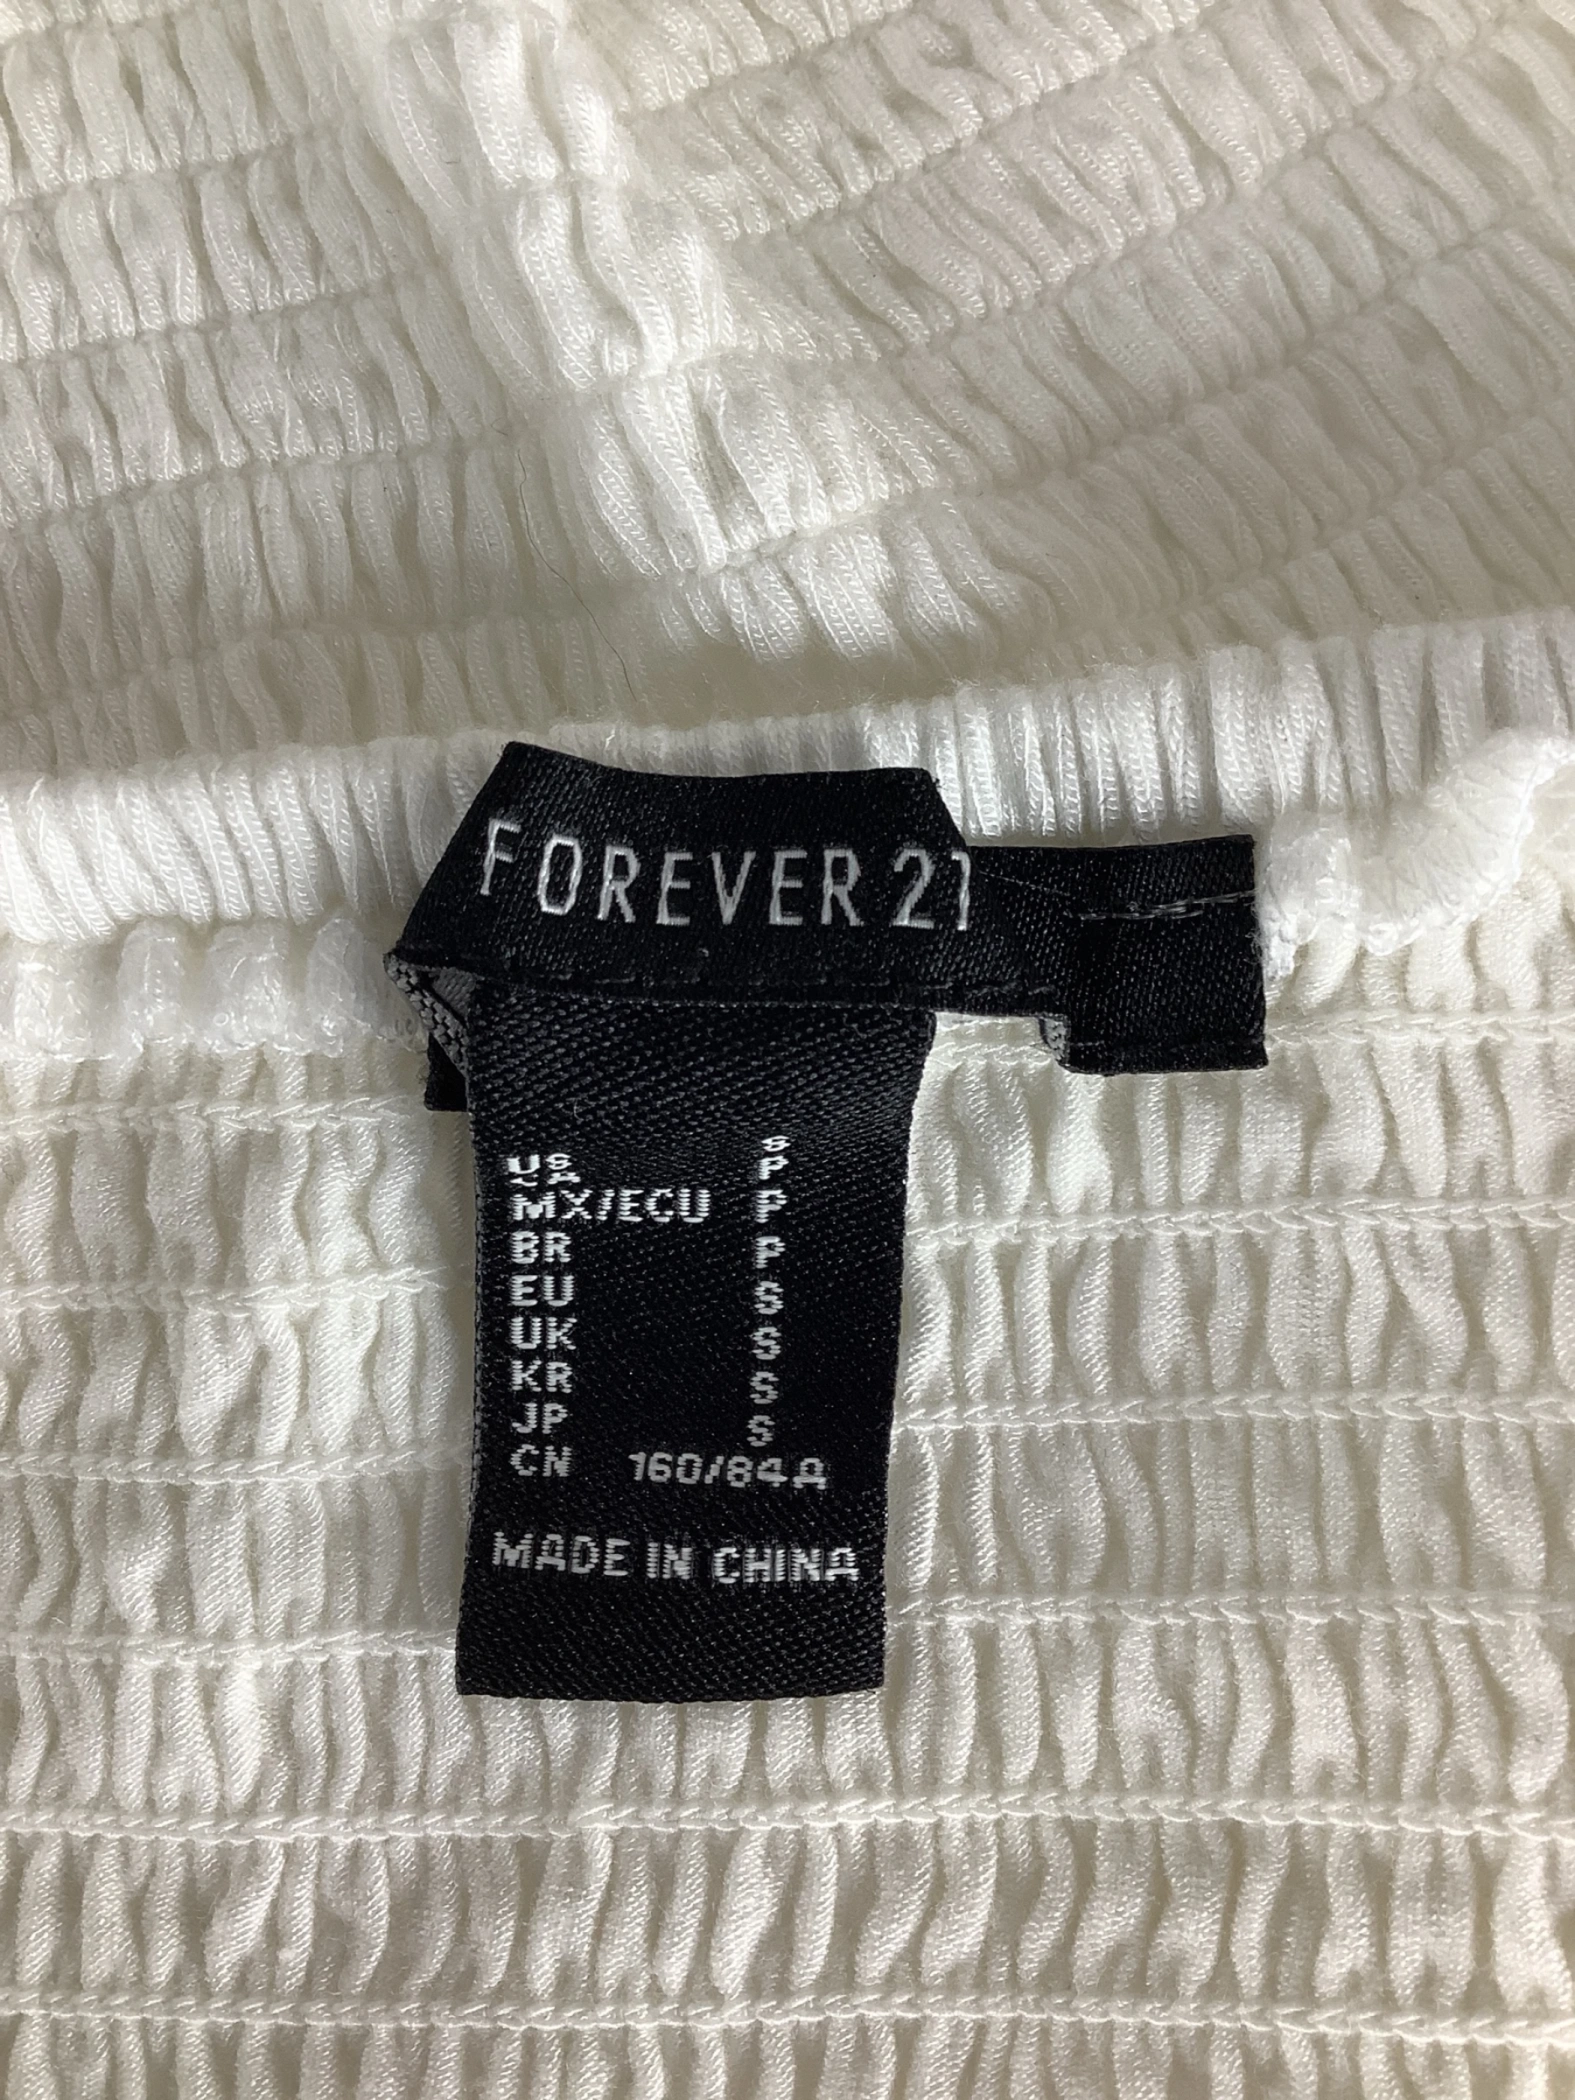 FOREVER 21
US S
CA P
MX/ECU P
BR P
EU S
UK S
KR S
JP S
CN 160/84A
MADE IN CHINA